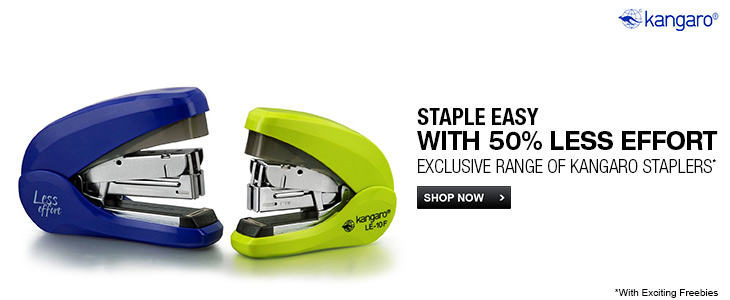 kangaro®
STAPLE EASY
WITH 50% LESS EFFORT
EXCLUSIVE RANGE OF KANGARO STAPLERS*
SHOP NOW >
Less
effort
kangaro®
LE-10F
*With Exciting Freebies